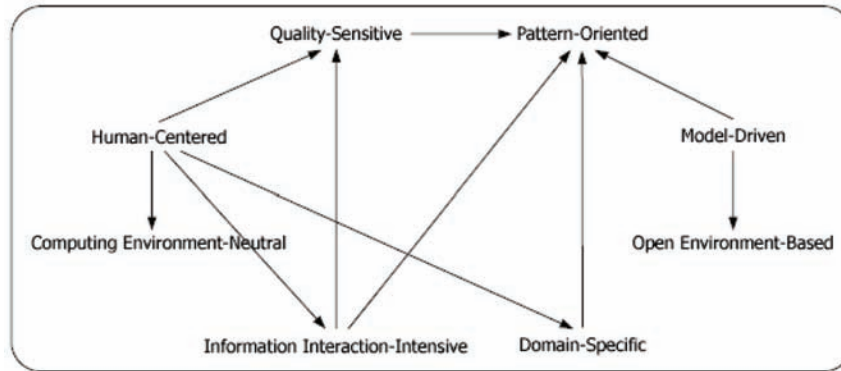 Quality-Sensitive
Pattern-Oriented
Human-Centered
Model-Driven
Computing Environment-Neutral
Open Environment-Based
Information Interaction-Intensive
Domain-Specific